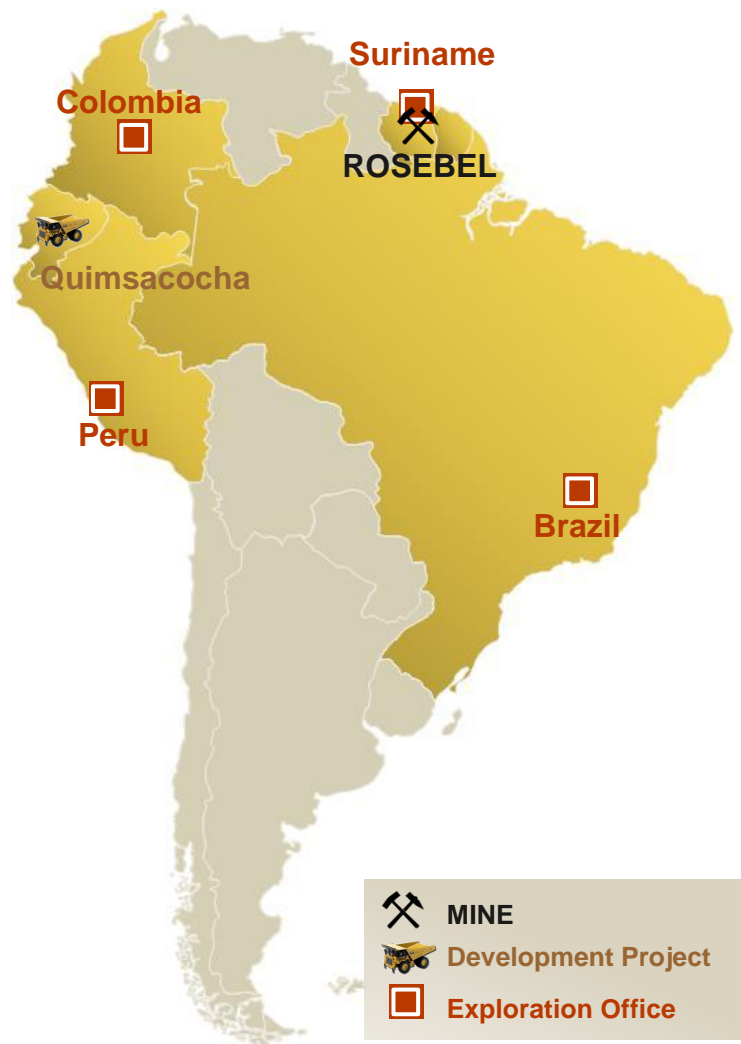 Suriname
Colombia
ROSEBEL
Quimsacocha
Peru
Brazil
MINE
Development Project
Exploration Office